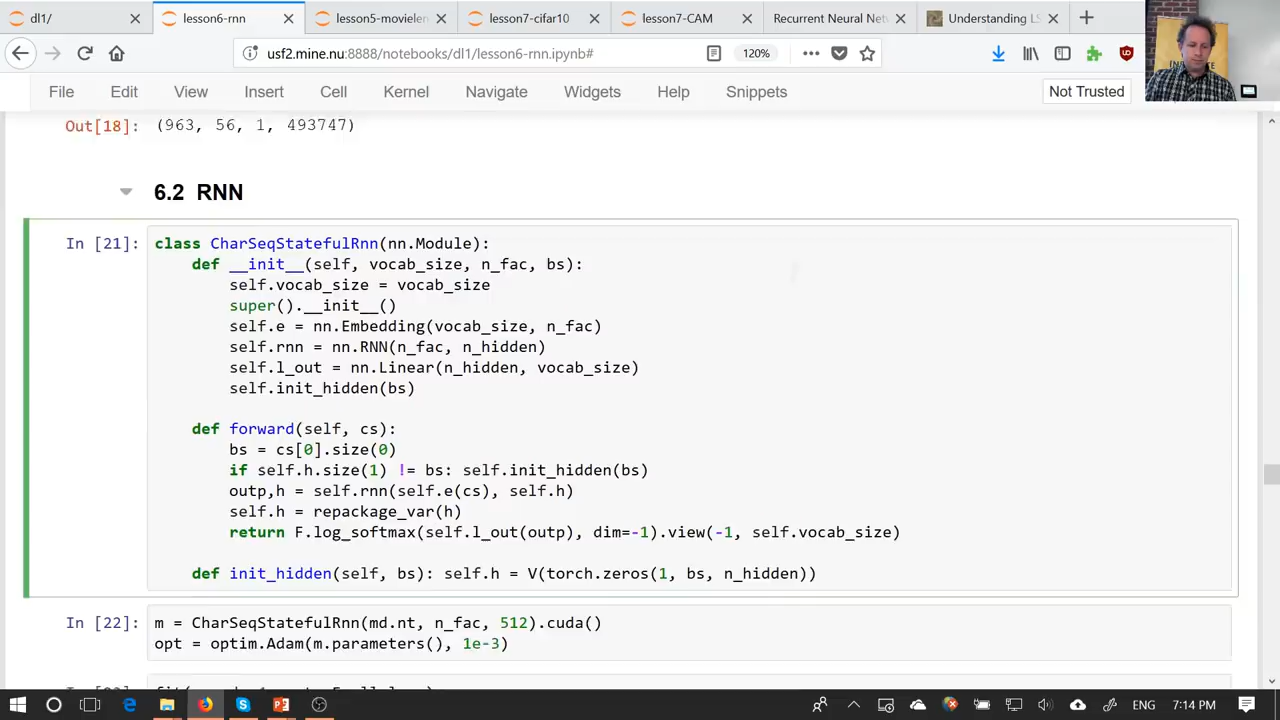 dl1/
lesson6-rnn
lesson5-movielen
lesson7-cifar10
lesson7-CAM
Recurrent Neural Net
Understanding LS
usf2.mine.nu:8888/notebooks/dl1/lesson6-rnn.ipynb#
120%
File Edit View Insert Cell Kernel Navigate Widgets Help Snippets
Not Trusted
Out[18]: (963, 56, 1, 493747)
6.2 RNN
In [21]: class CharSeqStatefulRnn(nn.Module):
def __init__(self, vocab_size, n_fac, bs):
self.vocab_size = vocab_size
super().__init__()
self.e = nn.Embedding(vocab_size, n_fac)
self.rnn = nn.RNN(n_fac, n_hidden)
self.l_out = nn.Linear(n_hidden, vocab_size)
self.init_hidden(bs)
def forward(self, cs):
bs = cs[0].size(0)
if self.h.size(1) != bs: self.init_hidden(bs)
outp,h = self.rnn(self.e(cs), self.h)
self.h = repackage_var(h)
return F.log_softmax(self.l_out(outp), dim=-1).view(-1, self.vocab_size)
def init_hidden(self, bs): self.h = V(torch.zeros(1, bs, n_hidden))
In [22]: m = CharSeqStatefulRnn(md.nt, n_fac, 512).cuda()
opt = optim.Adam(m.parameters(), 1e-3)
ENG
7:14 PM